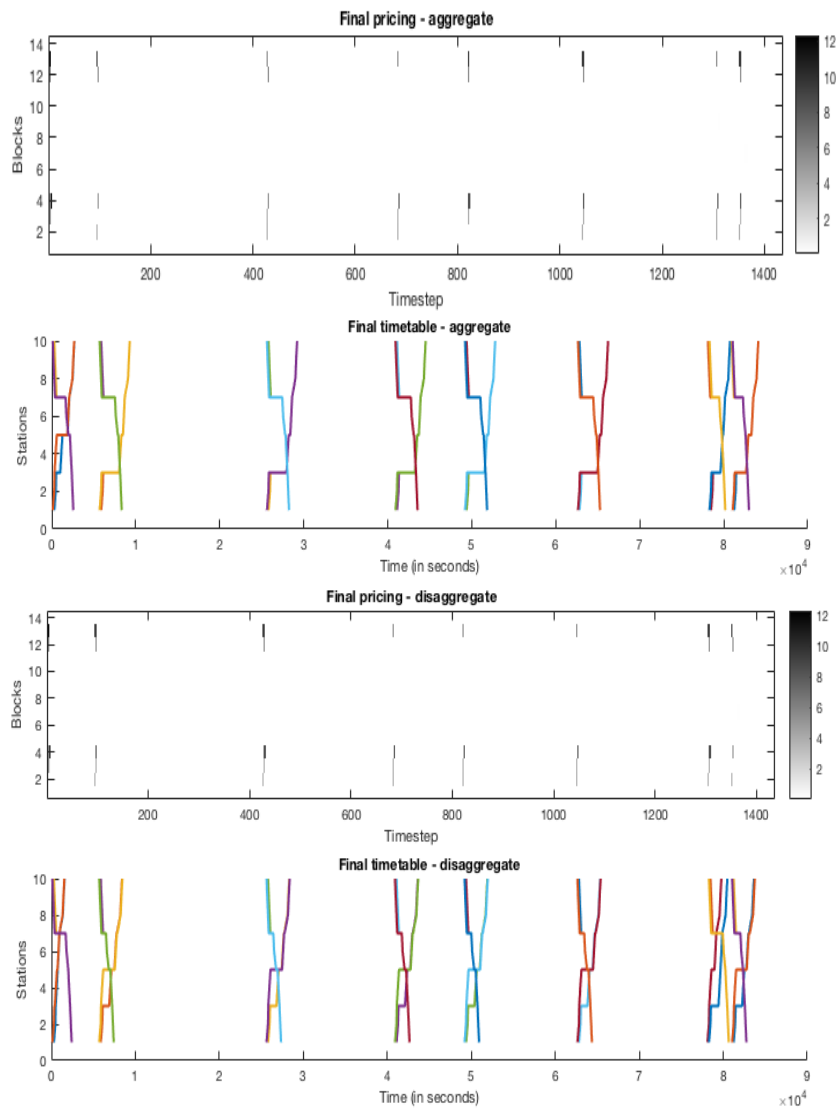 Final pricing - aggregate
14
12
10
8
6
4
2
Blocks
200 400 600 800 1000 1200 1400
Timestep
12
10
8
6
4
2
Final timetable - aggregate
10
8
6
4
2
0
Stations
0 1 2 3 4 5 6 7 8 9
Time (in seconds)
×10^4
Final pricing - disaggregate
14
12
10
8
6
4
2
Blocks
200 400 600 800 1000 1200 1400
Timestep
12
10
8
6
4
2
Final timetable - disaggregate
10
8
6
4
2
0
Stations
0 1 2 3 4 5 6 7 8 9
Time (in seconds)
×10^4